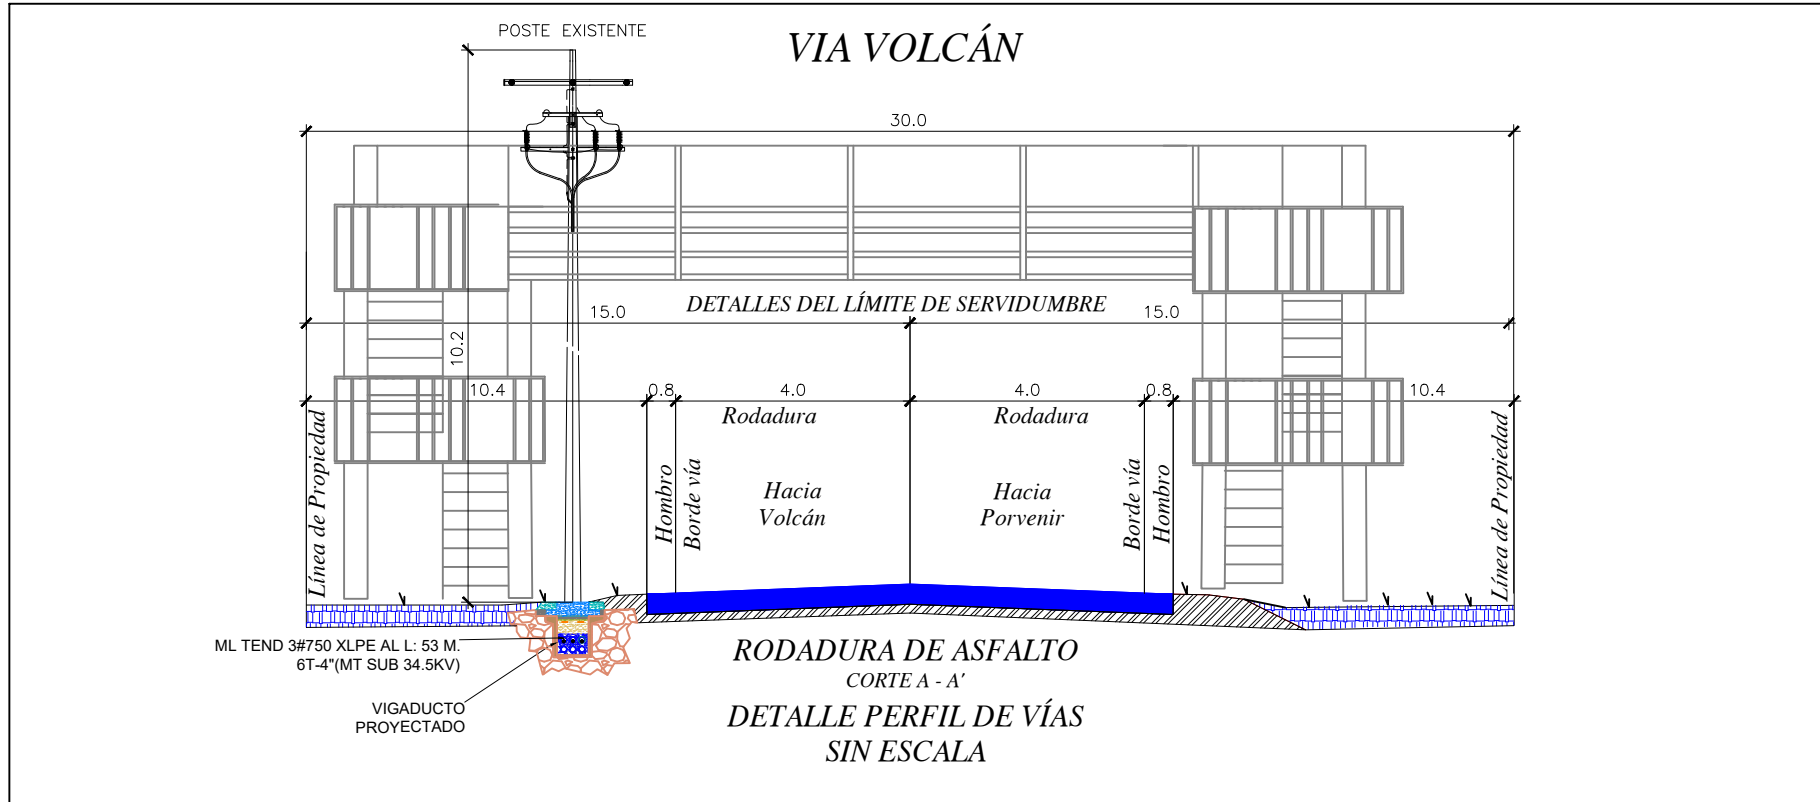 POSTE EXISTENTE
VIA VOLCÁN
30.0
DETALLES DEL LÍMITE DE SERVIDUMBRE
15.0
15.0
10.2
10.4
0.8
4.0
4.0
0.8
10.4
Rodadura
Rodadura
Línea de Propiedad
Hombro
Borde vía
Hacia
Volcán
Hacia
Porvenir
Borde vía
Hombro
Línea de Propiedad
ML TEND 3#750 XLPE AL L: 53 M.
6T-4"(MT SUB 34.5KV)
VIGADUCTO
PROYECTADO
RODADURA DE ASFALTO
CORTE A - A'
DETALLE PERFIL DE VÍAS
SIN ESCALA